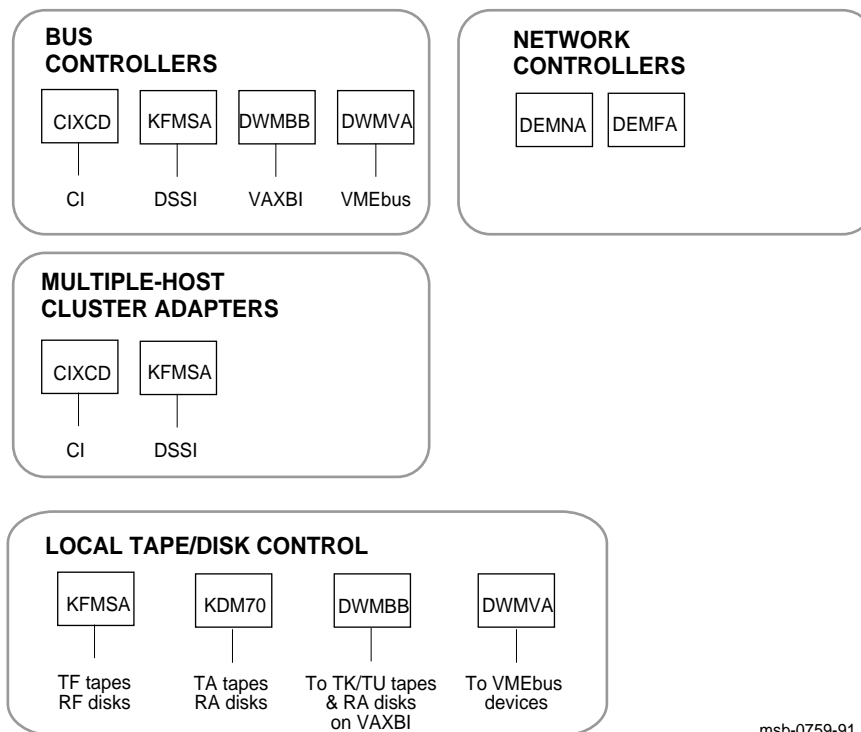 BUS
CONTROLLERS
CIXCD KFMSA DWMBB DWMVA
CI DSSI VAXBI VMEbus
NETWORK
CONTROLLERS
DEMNA DEMFA
MULTIPLE-HOST
CLUSTER ADAPTERS
CIXCD KFMSA
CI DSSI
LOCAL TAPE/DISK CONTROL
KFMSA KDM70 DWMBB DWMVA
TF tapes TA tapes To TK/TU tapes To VMEbus
RF disks RA disks & RA disks devices
on VAXBI
msb-0759-91